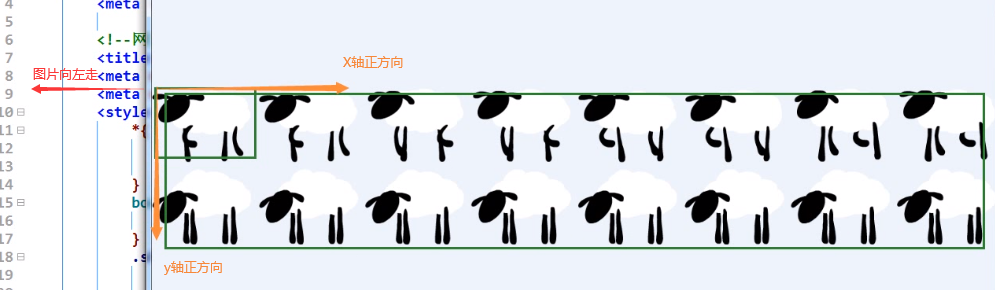 4 <meta
5
6 <!--网
7 <title
8 <meta
9 <meta
10 <style
11 *{
12
13
14 }
15 bo
16
17 }
18 .s
19
图片向左走
X轴正方向
y轴正方向